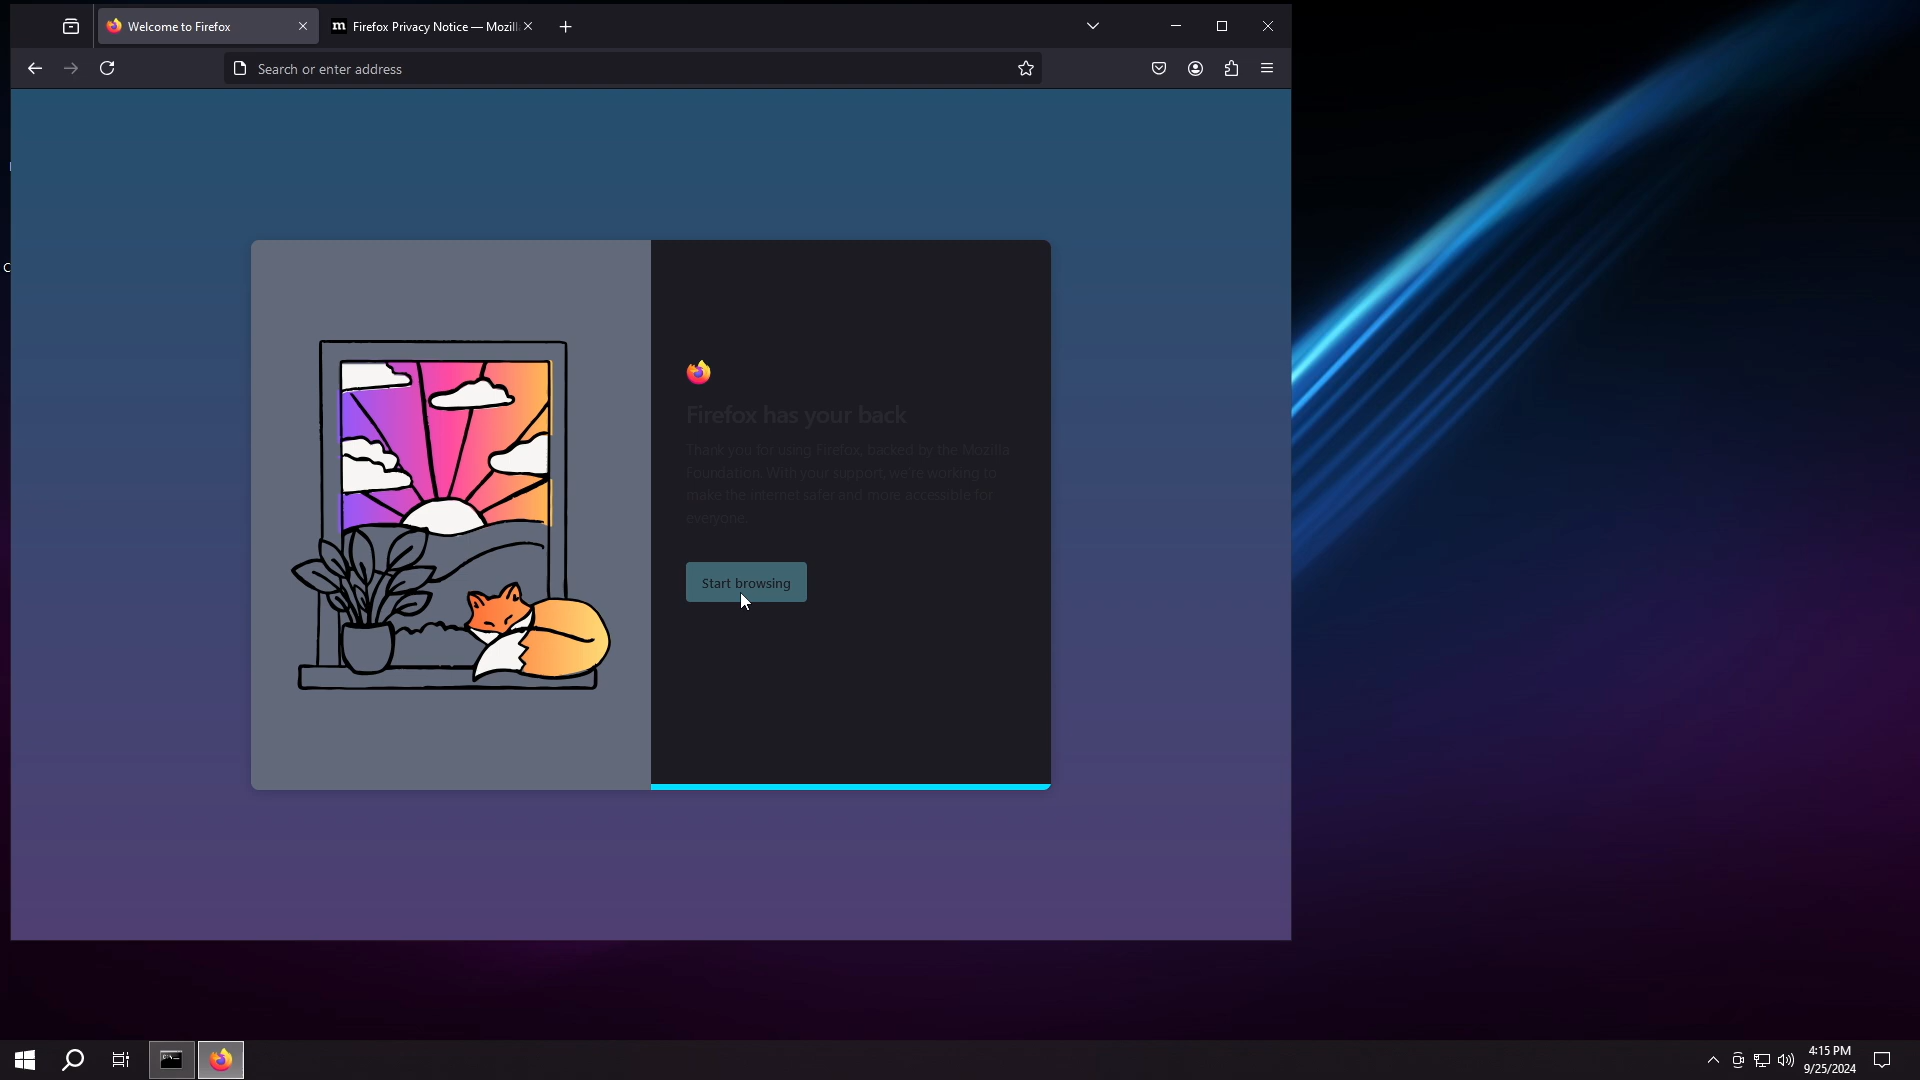 Welcome to Firefox
Firefox Privacy Notice — Mozill
Search or enter address
Firefox has your back
Thank you for using Firefox, backed by the Mozilla
Foundation. With your support, we're working to
make the internet safer and more accessible for
everyone.
Start browsing
4:15 PM
9/25/2024